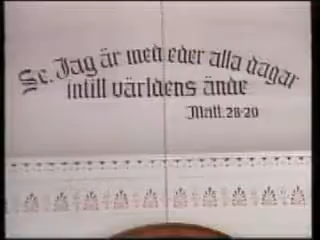 Se. Jag är med eder alla dagar
intill världens ände
Matt. 28-20